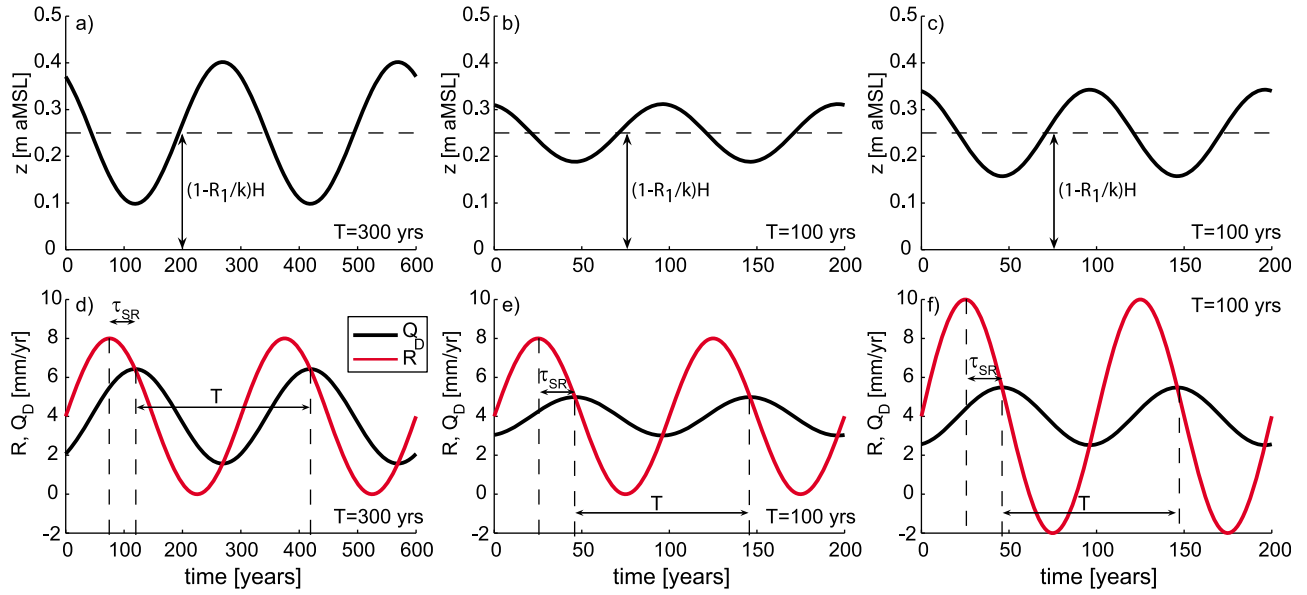 a)
z [m aMSL]
0.5
0.4
0.3
0.2
0.1
0
(1-R1/k)H
T=300 yrs
0 100 200 300 400 500 600
b)
z [m aMSL]
0.5
0.4
0.3
0.2
0.1
0
(1-R1/k)H
T=100 yrs
0 50 100 150 200
c)
z [m aMSL]
0.5
0.4
0.3
0.2
0.1
0
(1-R1/k)H
T=100 yrs
0 50 100 150 200
d)
R, QD [mm/yr]
10
8
6
4
2
0
-2
τSR
QD
R
T
T=300 yrs
0 100 200 300 400 500 600
time [years]
e)
R, QD [mm/yr]
10
8
6
4
2
0
-2
τSR
T
T=100 yrs
0 50 100 150 200
time [years]
f)
T=100 yrs
R, QD [mm/yr]
10
8
6
4
2
0
-2
τSR
T
0 50 100 150 200
time [years]